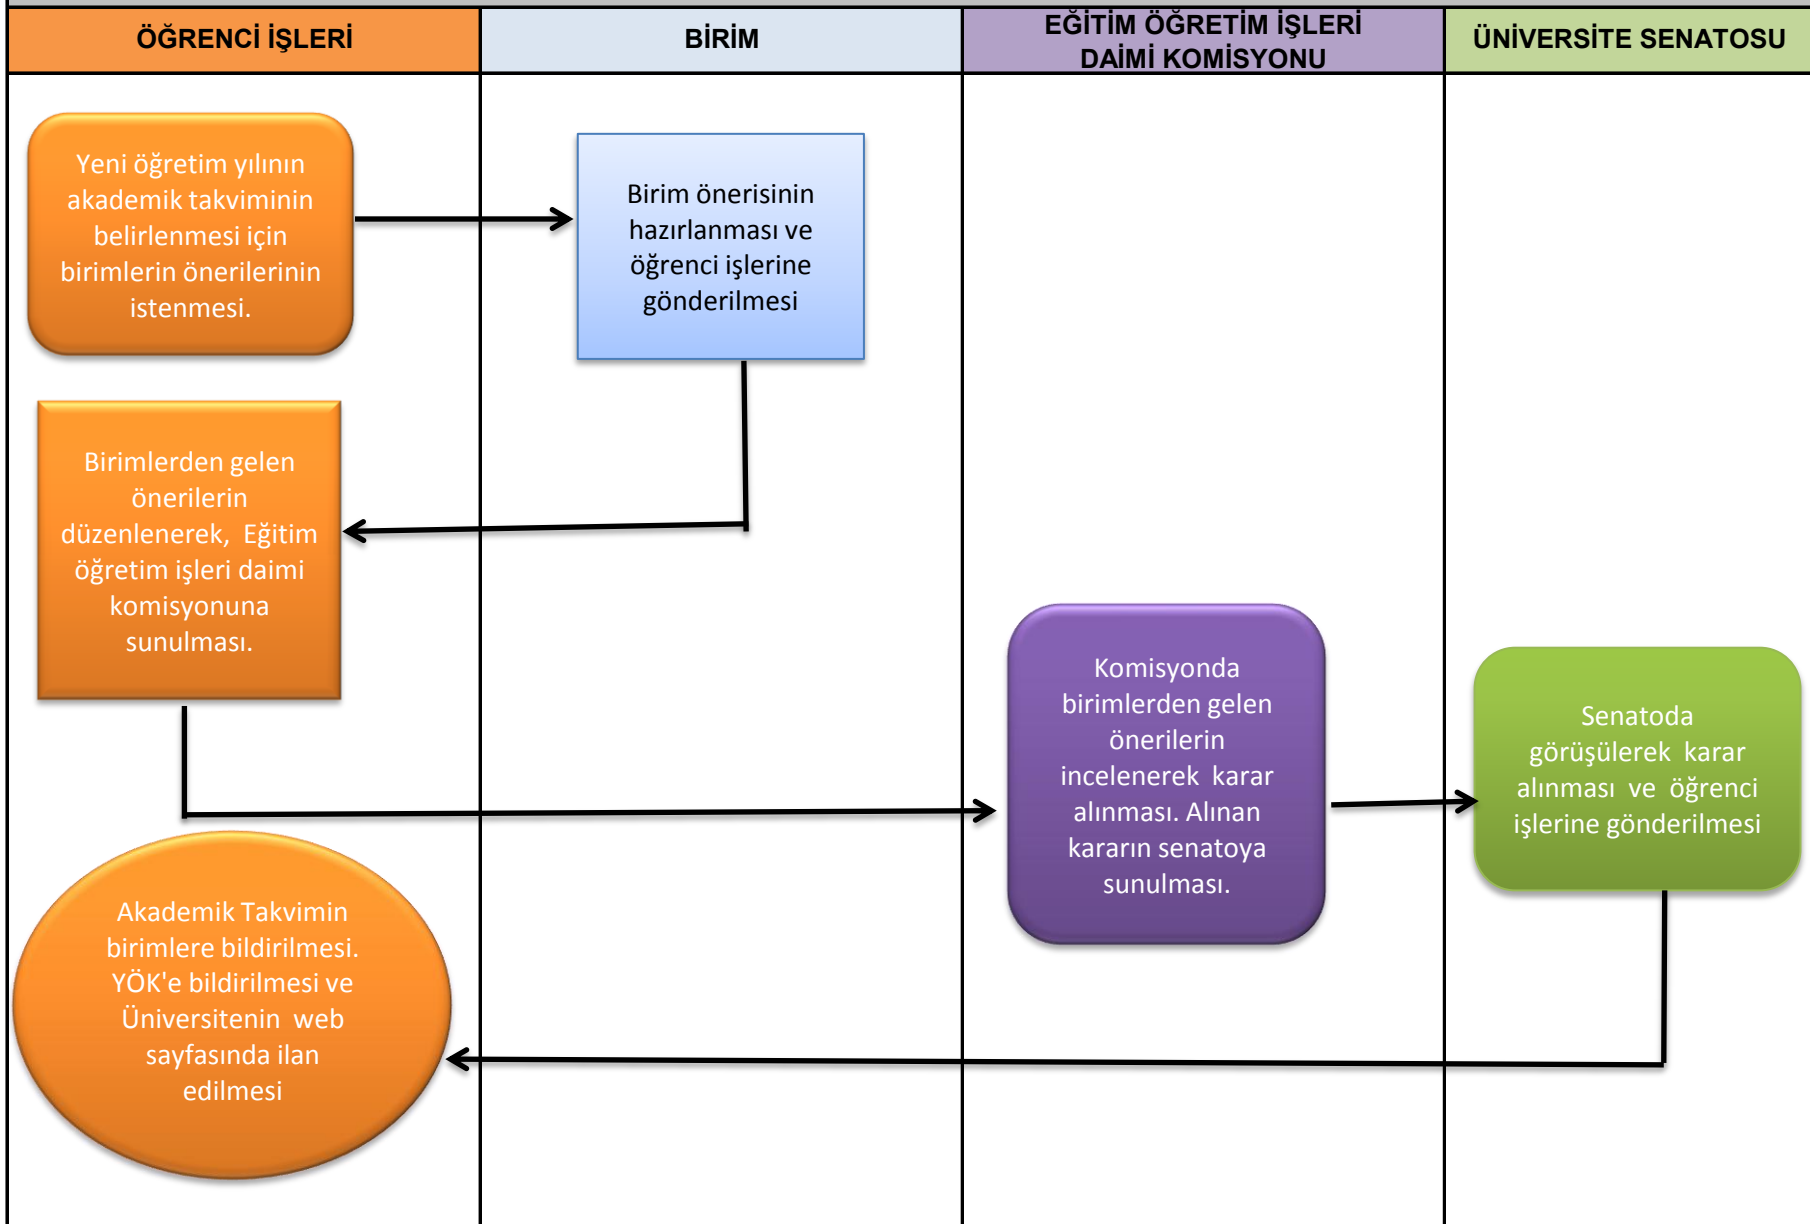 ÖĞRENCİ İŞLERİ
BİRİM
EĞİTİM ÖĞRETİM İŞLERİ
DAİMİ KOMİSYONU
ÜNİVERSİTE SENATOSU
Yeni öğretim yılının
akademik takviminin
belirlenmesi için
birimlerin önerilerinin
istenmesi.
Birim önerisinin
hazırlanması ve
öğrenci işlerine
gönderilmesi
Birimlerden gelen
önerilerin
düzenlenerek, Eğitim
öğretim işleri daimi
komisyonuna
sunulması.
Komisyonda
birimlerden gelen
önerilerin
incelenerek karar
alınması. Alınan
kararın senatoya
sunulması.
Senatoda
görüşülerek karar
alınması ve öğrenci
işlerine gönderilmesi
Akademik Takvimin
birimlere bildirilmesi.
YÖK'e bildirilmesi ve
Üniversitenin web
sayfasında ilan
edilmesi